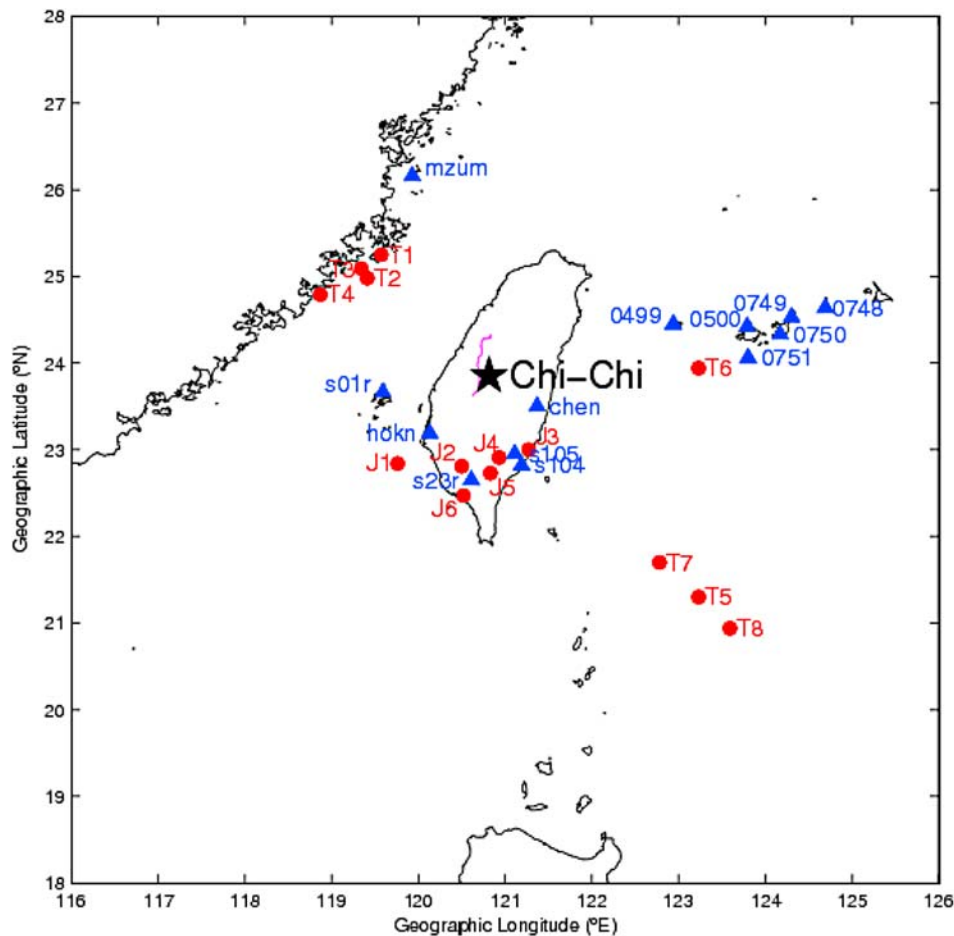 28
27
26
25
24
23
22
21
20
19
18
Geographic Latitude (ºN)
mzum
T1
T3
T2
T4
0499
0500
0749
0748
0750
0751
T6
s01r
Chi-Chi
chen
hokn
J1
J2
J4
J3
s105
s104
s23r
J5
J6
T7
T5
T8
116
117
118
119
120
121
122
123
124
125
126
Geographic Longitude (ºE)